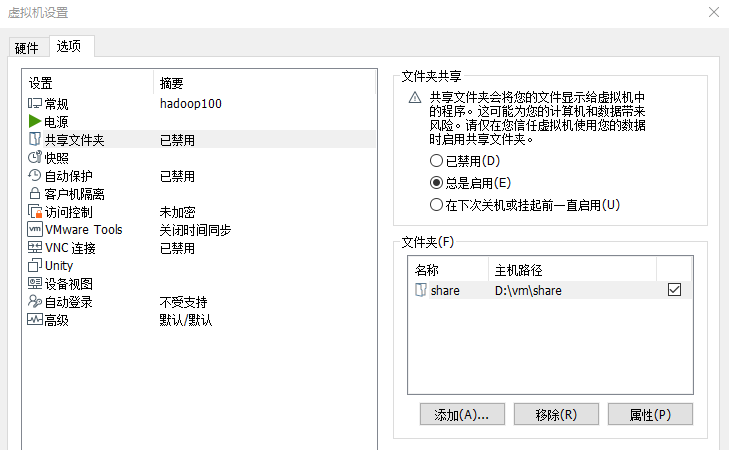 虚拟机设置
硬件 选项
设置 摘要
常规 hadoop100
电源
共享文件夹 已禁用
快照
自动保护 已禁用
客户机隔离
访问控制 未加密
VMware Tools 关闭时间同步
VNC 连接 已禁用
Unity
设备视图
自动登录 不受支持
高级 默认/默认
文件夹共享
共享文件夹会将您的文件显示给虚拟机中
的程序。这可能为您的计算机和数据带来
风险。请仅在您信任虚拟机使用您的数据
时启用共享文件夹。
已禁用(D)
总是启用(E)
在下次关机或挂起前一直启用(U)
文件夹(F)
名称 主机路径
share D:\vm\share
添加(A)... 移除(R) 属性(P)